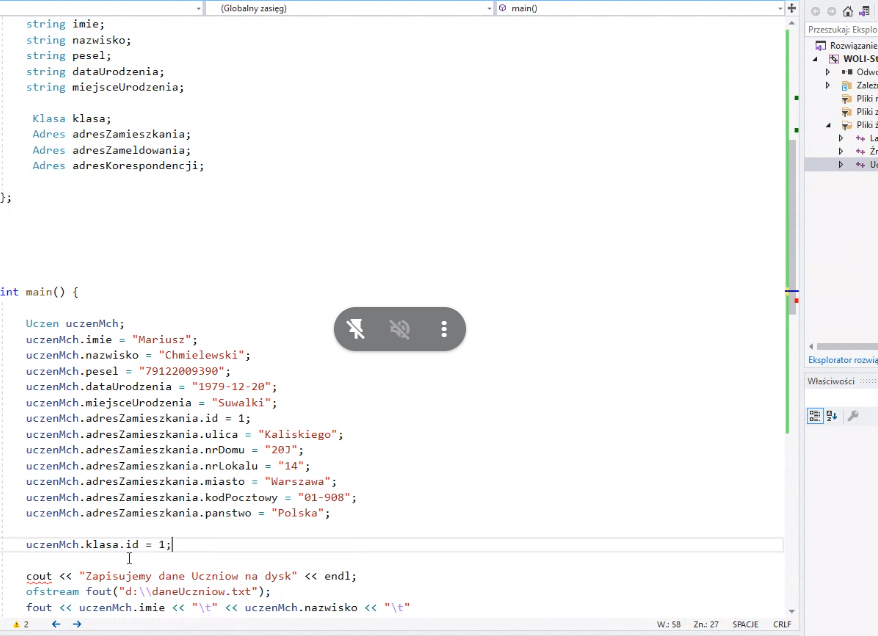 (Globalny zasięg) main()
string imie;
string nazwisko;
string pesel;
string dataUrodzenia;
string miejsceUrodzenia;
Klasa klasa;
Adres adresZamieszkania;
Adres adresZameldowania;
Adres adresKorespondencji;
};
int main() {
Uczen uczenMch;
uczenMch.imie = "Mariusz";
uczenMch.nazwisko = "Chmielewski";
uczenMch.pesel = "79122009390";
uczenMch.dataUrodzenia = "1979-12-20";
uczenMch.miejsceUrodzenia = "Suwalki";
uczenMch.adresZamieszkania.id = 1;
uczenMch.adresZamieszkania.ulica = "Kaliskiego";
uczenMch.adresZamieszkania.nrDomu = "20J";
uczenMch.adresZamieszkania.nrLokalu = "14";
uczenMch.adresZamieszkania.miasto = "Warszawa";
uczenMch.adresZamieszkania.kodPocztowy = "01-908";
uczenMch.adresZamieszkania.panstwo = "Polska";
uczenMch.klasa.id = 1;
cout << "Zapisujemy dane Uczniow na dysk" << endl;
ofstream fout("d:\\daneUczniow.txt");
fout << uczenMch.imie << "\t" << uczenMch.nazwisko << "\t"
2 W.: 58 Zn.: 27 SPACJE CRLF
Przeszukaj: Eksplo
Rozwiązanie
WOLI-St
Odwo
Zależ
Pliki r
Pliki z
Pliki ź
La
Źr
Uc
Eksplorator rozwią
Właściwości